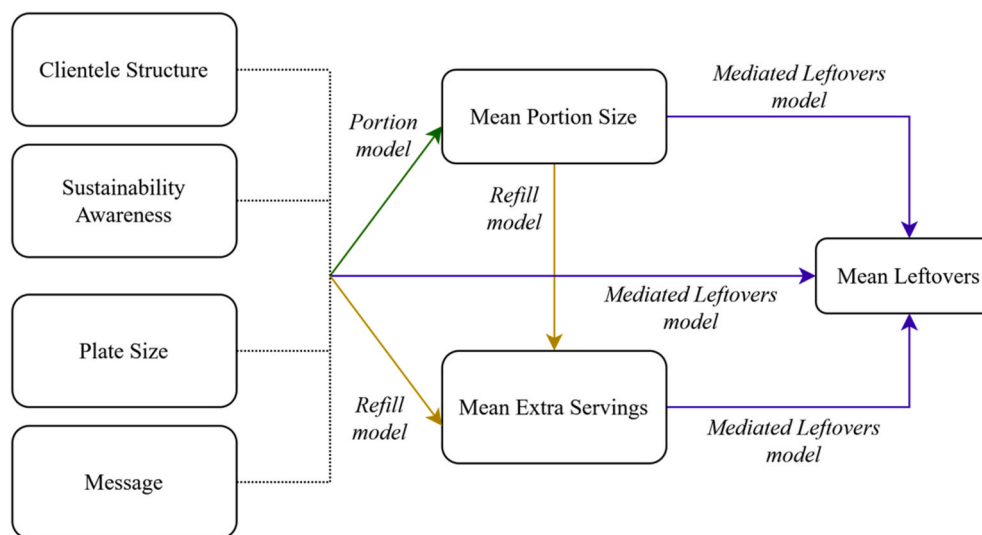 Clientele Structure
Sustainability
Awareness
Plate Size
Message
Portion
model
Mean Portion Size
Refill
model
Mediated Leftovers
model
Mediated Leftovers
model
Mean Leftovers
Refill
model
Mean Extra Servings
Mediated Leftovers
model